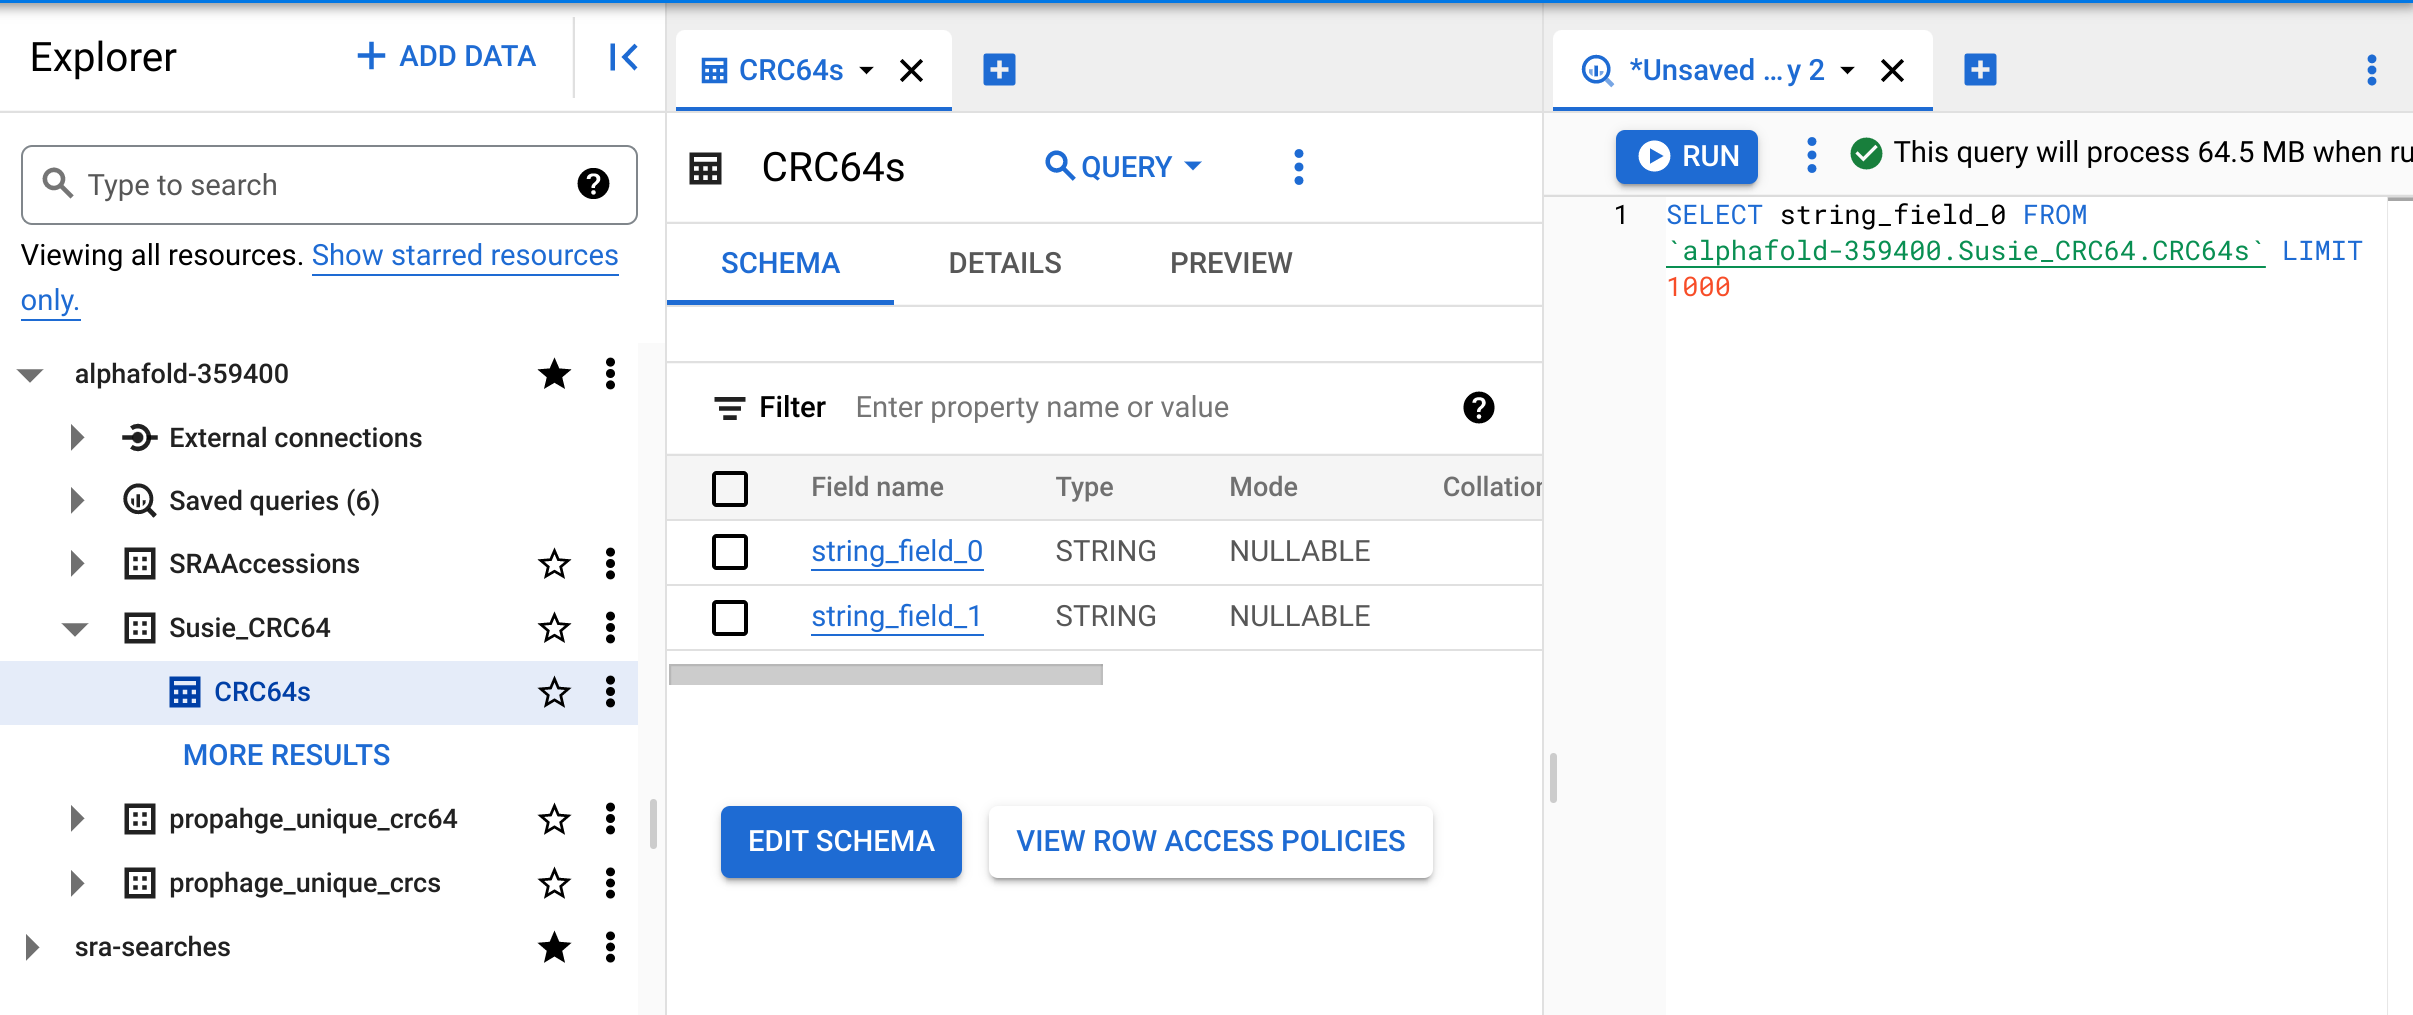 Explorer
+ ADD DATA
Type to search
Viewing all resources. Show starred resources
only.
alphafold-359400
External connections
Saved queries (6)
SRAAccessions
Susie_CRC64
CRC64s
MORE RESULTS
propahge_unique_crc64
prophage_unique_crcs
sra-searches
CRC64s
CRC64s
QUERY
SCHEMA DETAILS PREVIEW
Filter Enter property name or value
Field name Type Mode Collation
string_field_0 STRING NULLABLE
string_field_1 STRING NULLABLE
EDIT SCHEMA
VIEW ROW ACCESS POLICIES
*Unsaved ...y 2
RUN
This query will process 64.5 MB when ru
1 SELECT string_field_0 FROM
`alphafold-359400.Susie_CRC64.CRC64s` LIMIT
1000